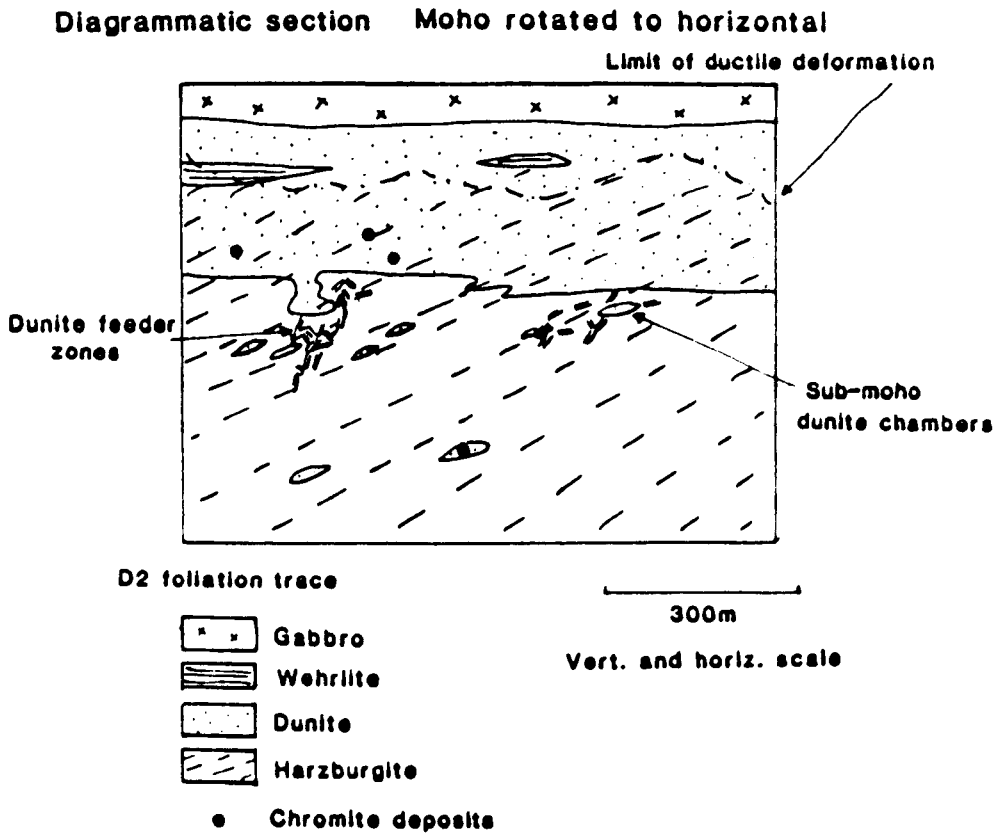 Diagrammatic section Moho rotated to horizontal
Limit of ductile deformation
Dunite feeder
zones
Sub-moho
dunite chambers
D2 foliation trace
300m
Vert. and horiz. scale
Gabbro
Wehrlite
Dunite
Harzburgite
Chromite deposits